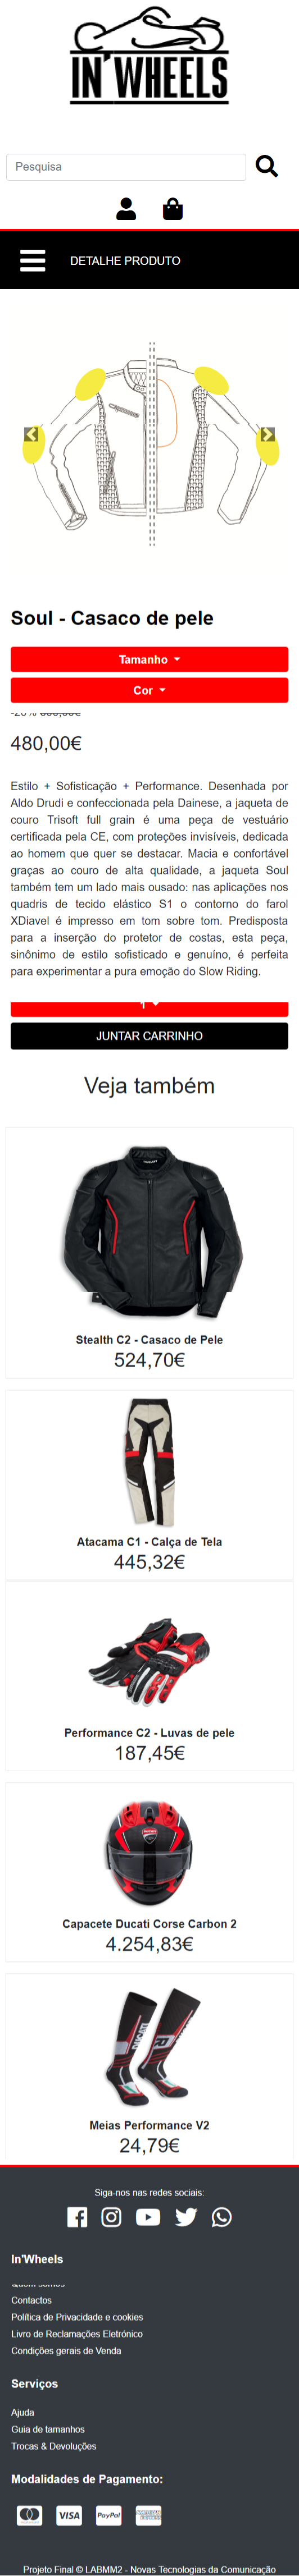 IN'WHEELS
Pesquisa
DETALHE PRODUTO
Soul - Casaco de pele
Tamanho
Cor
480,00€
Estilo + Sofisticação + Performance. Desenhada por
Aldo Drudi e confeccionada pela Dainese, a jaqueta de
couro Trisoft full grain é uma peça de vestuário
certificada pela CE, com proteções invisíveis, dedicada
ao homem que quer se destacar. Macia e confortável
graças ao couro de alta qualidade, a jaqueta Soul
também tem um lado mais ousado: nas aplicações nos
quadris de tecido elástico S1 o contorno do farol
XDiavel é impresso em tom sobre tom. Predisposta
para a inserção do protetor de costas, esta peça,
sinônimo de estilo sofisticado e genuíno, é perfeita
para experimentar a pura emoção do Slow Riding.
1
JUNTAR CARRINHO
Veja também
Stealth C2 - Casaco de Pele
524,70€
Atacama C1 - Calça de Tela
445,32€
Performance C2 - Luvas de pele
187,45€
Capacete Ducati Corse Carbon 2
4.254,83€
Meias Performance V2
24,79€
Siga-nos nas redes sociais:
In'Wheels
Quem somos
Contactos
Política de Privacidade e cookies
Livro de Reclamações Eletrónico
Condições gerais de Venda
Serviços
Ajuda
Guia de tamanhos
Trocas & Devoluções
Modalidades de Pagamento:
VISA
PayPal
Projeto Final © LABMM2 - Novas Tecnologias da Comunicação